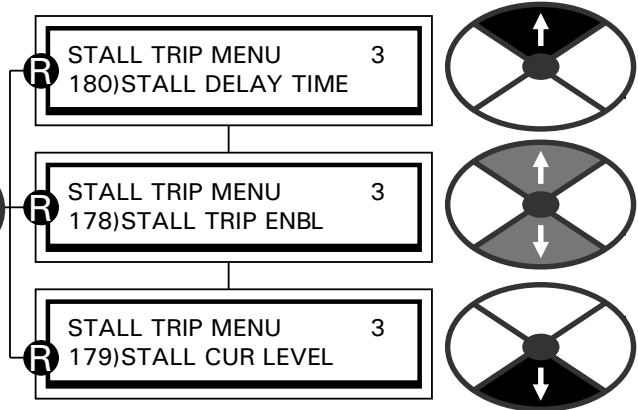 STALL TRIP MENU 3
R
180)STALL DELAY TIME
STALL TRIP MENU 3
R
178)STALL TRIP ENBL
STALL TRIP MENU 3
R
179)STALL CUR LEVEL